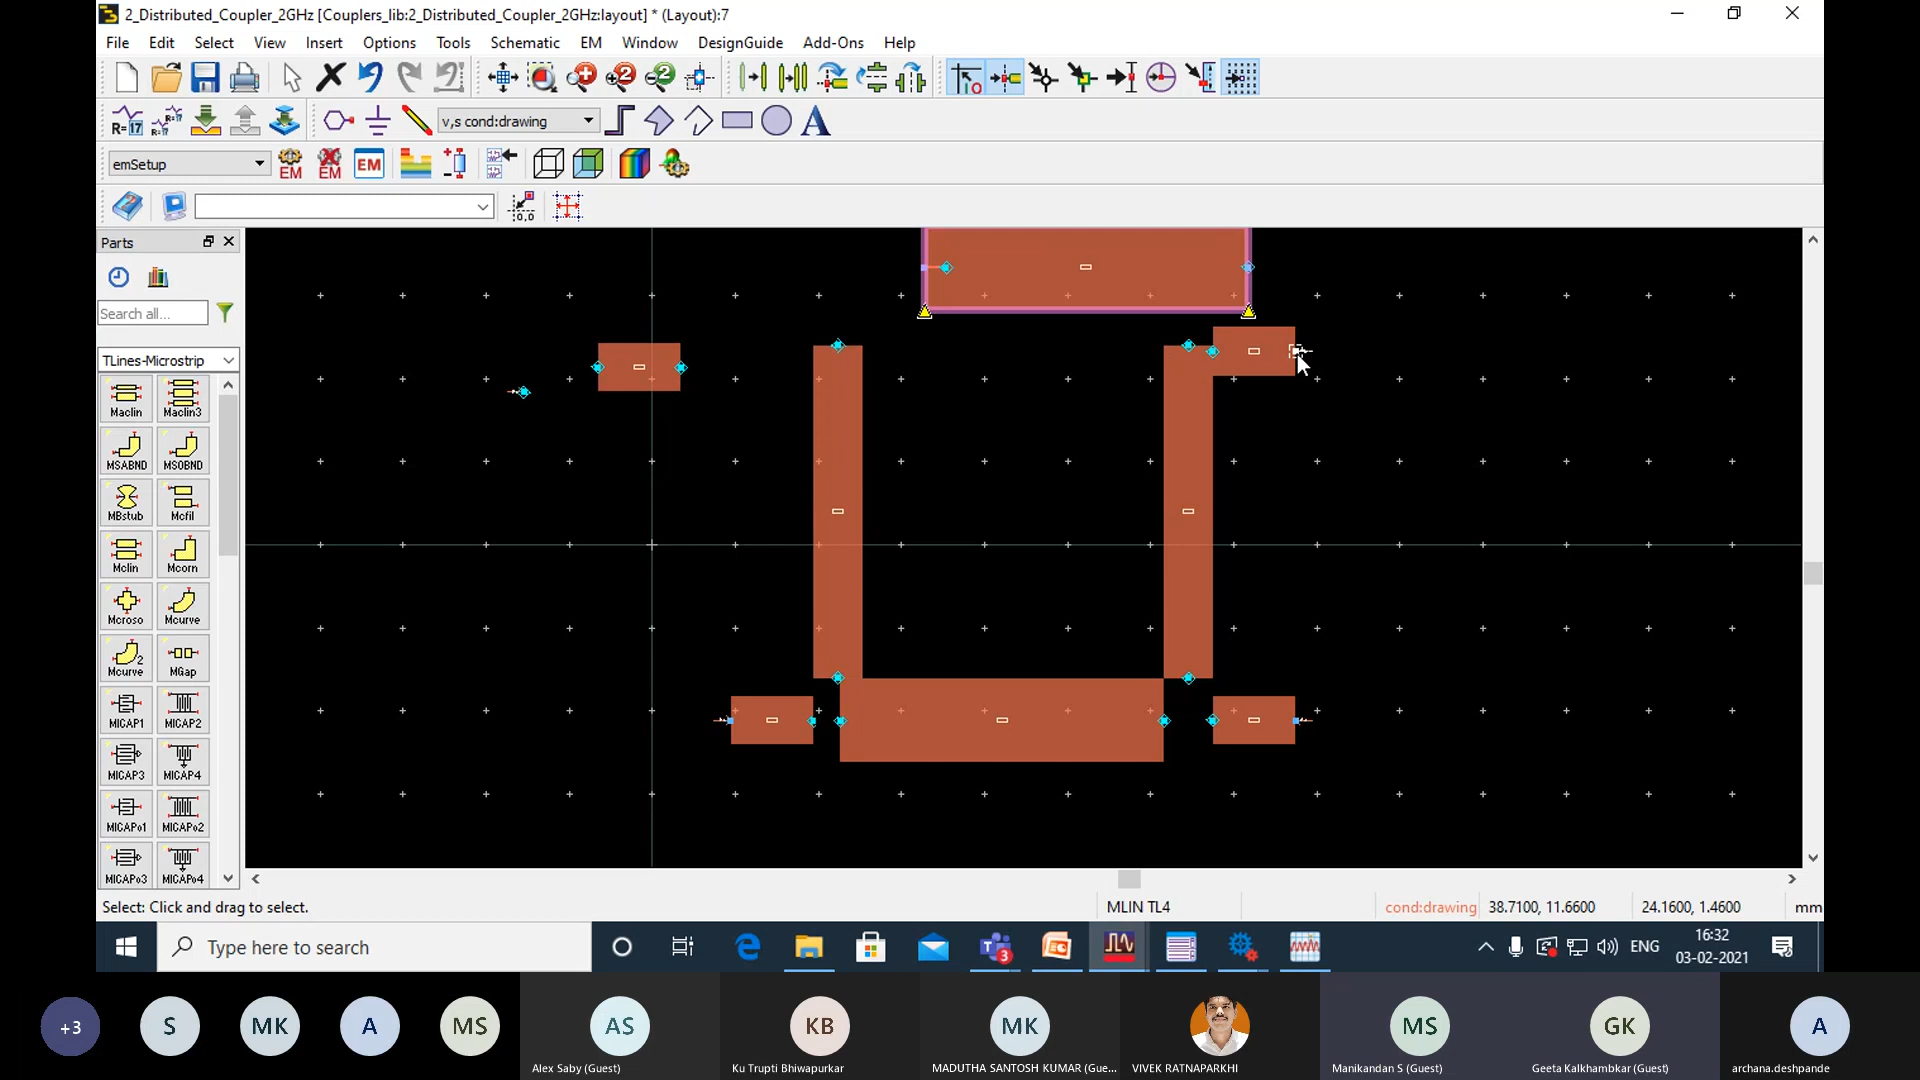 2_Distributed_Coupler_2GHz [Couplers_lib:2_Distributed_Coupler_2GHz:layout] * (Layout):7
File Edit Select View Insert Options Tools Schematic EM Window DesignGuide Add-Ons Help
v,s cond:drawing
emSetup
EM EM EM
0,0
Parts
Search all...
TLines-Microstrip
Maclin Maclin3
MSABND MSOBND
MBstub Mcfil
Mclin Mcorn
Mcroso Mcurve
Mcurve MGap
MICAP1 MICAP2
MICAP3 MICAP4
MICAPo1 MICAPo2
MICAPo3 MICAPo4
Select: Click and drag to select. MLIN TL4 cond:drawing 38.7100, 11.6600 24.1600, 1.4600 mm
Type here to search
3
ENG
16:32
03-02-2021
+3 S MK A MS AS KB MK MS GK A
Alex Saby (Guest) Ku Trupti Bhiwapurkar MADUTHA SANTOSH KUMAR (Gue... VIVEK RATNAPARKHI Manikandan S (Guest) Geeta Kalkhambkar (Guest) archana.deshpande